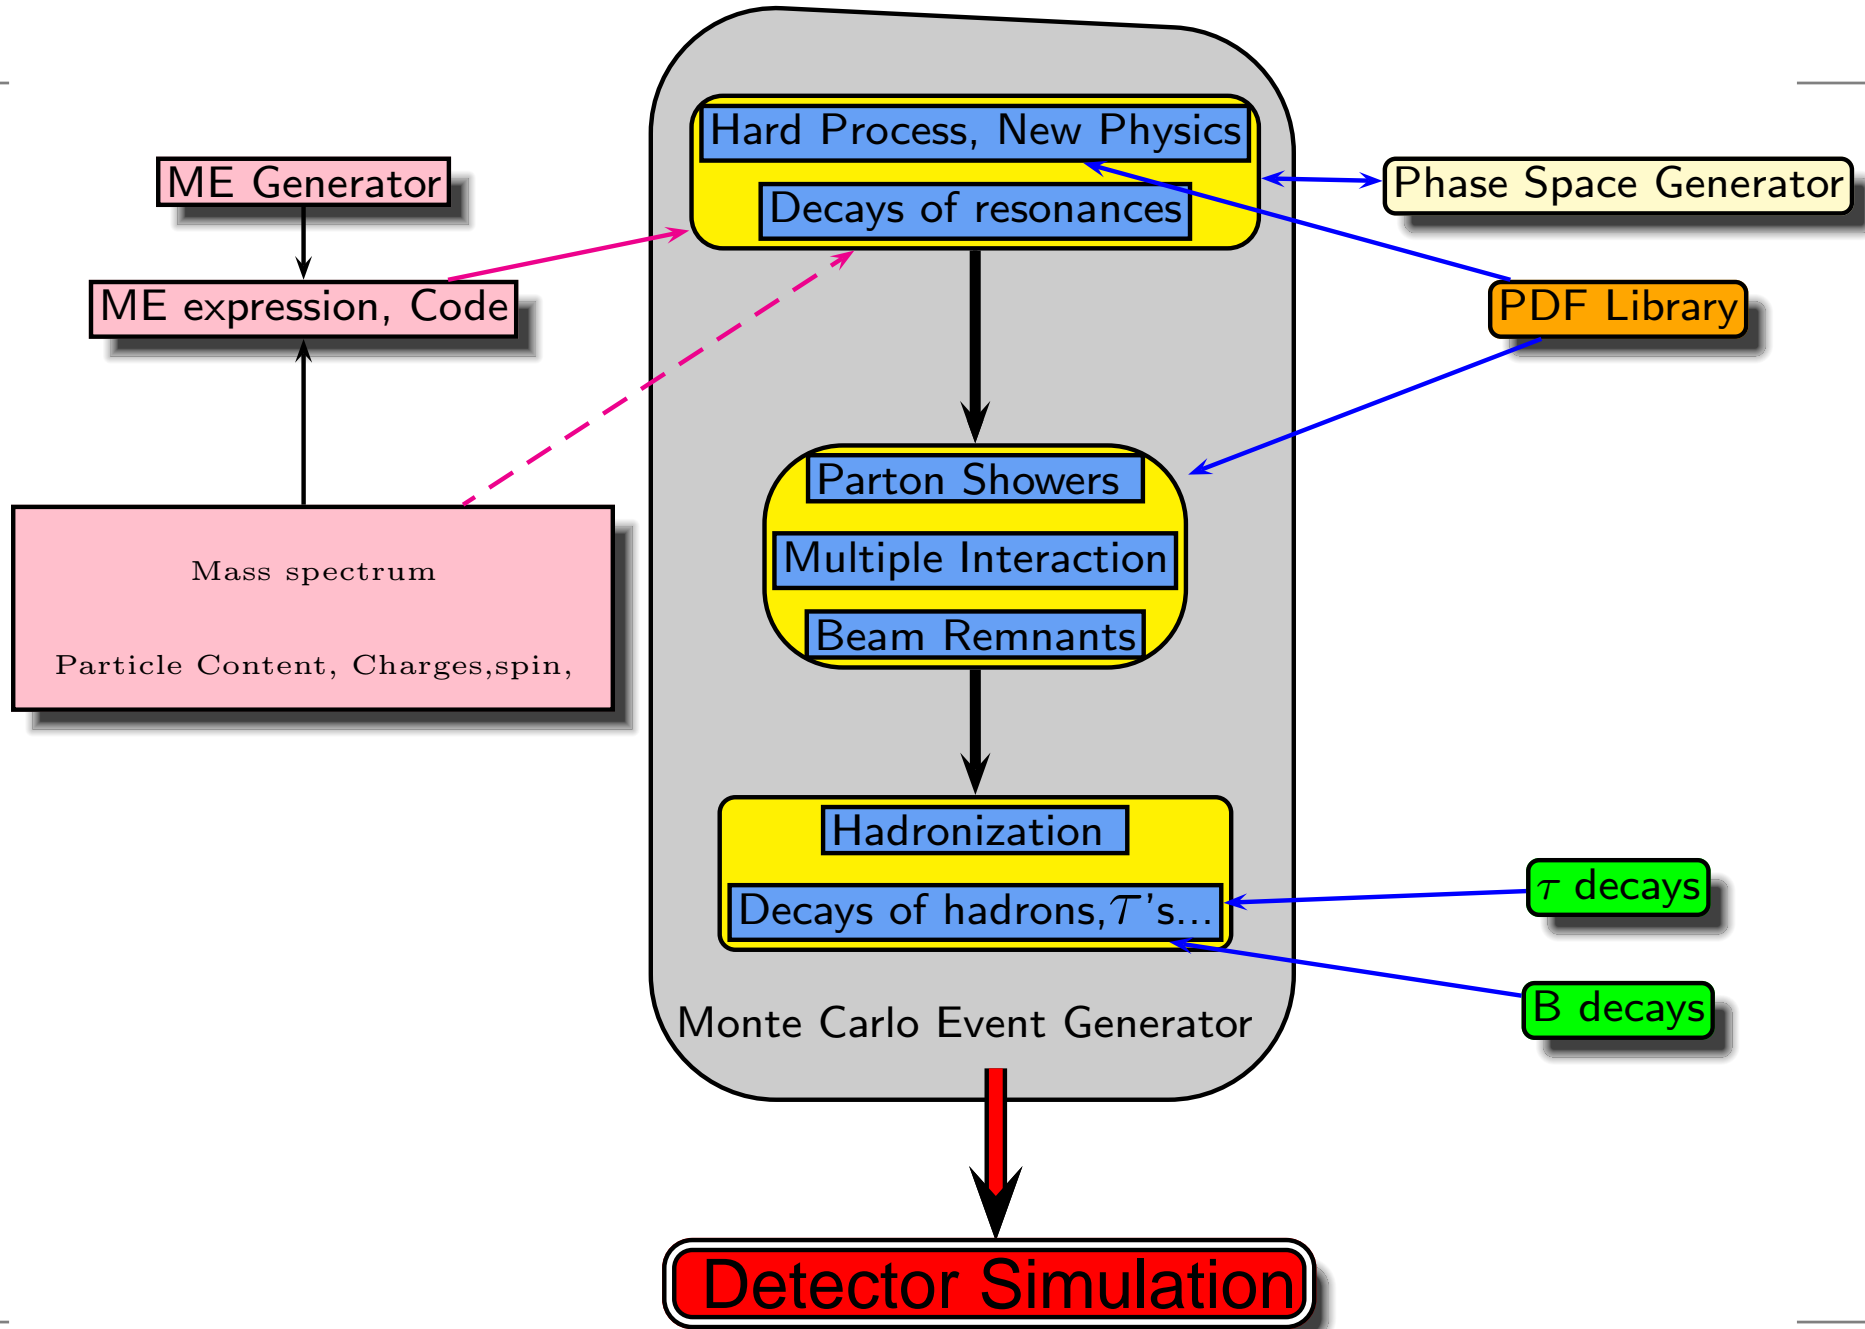 Hard Process, New Physics
ME Generator
Phase Space Generator
Decays of resonances
ME expression, Code
PDF Library
Parton Showers
Multiple Interaction
Mass spectrum
Beam Remnants
Particle Content, Charges,spin,
Hadronization
τ decays
Decays of hadrons,τ's...
B decays
Monte Carlo Event Generator
Detector Simulation